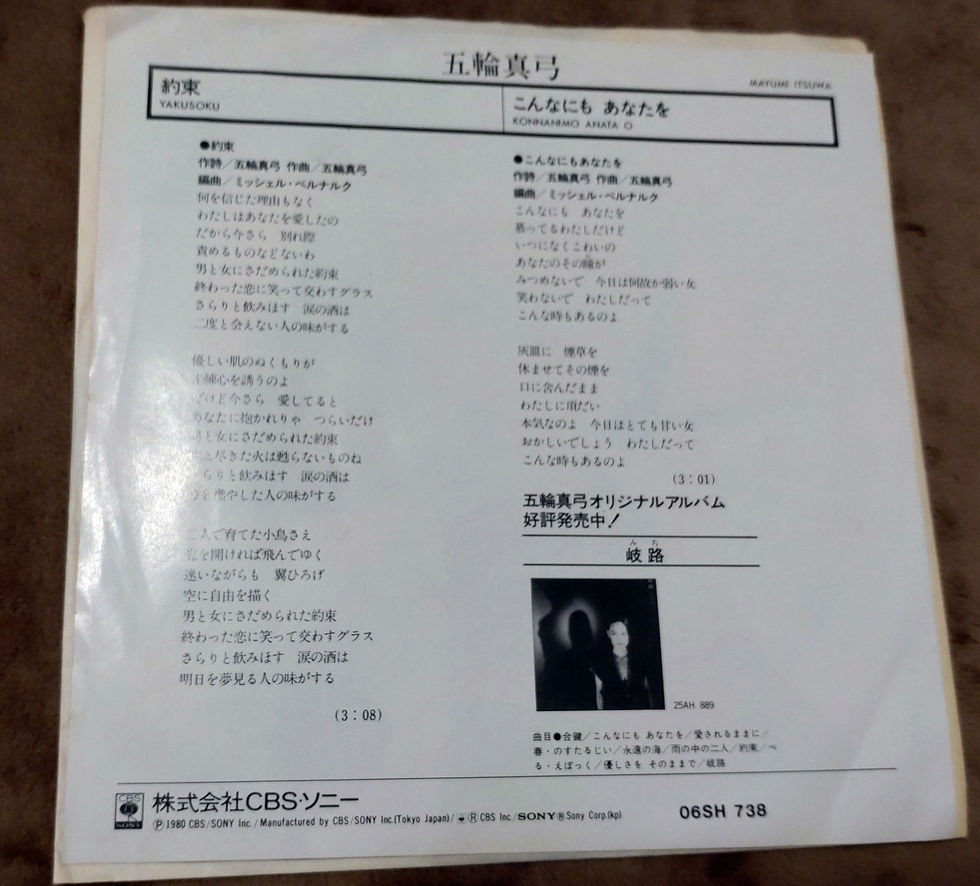 五輪真弓
MAYUMI ITSUWA
約束
YAKUSOKU
こんなにも あなたを
KONNANIMO ANATA O
●約束
作詩／五輪真弓 作曲／五輪真弓
編曲／ミッシェル・ベルナルク
何を信じた理由もなく
わたしはあなたを愛したの
だから今さら 別れ際
責めるものなどないわ
男と女にさだめられた約束
終わった恋に笑って交わすグラス
さらりと飲みほす 涙の酒は
二度と会えない人の味がする
優しい肌のぬくもりが
練心を誘うのよ
だけど今さら 愛してると
あなたに抱かれりゃ つらいだけ
男と女にさだめられた約束
え尽きた火は甦らないものね
さらりと飲みほす 涙の酒は
を燃やした人の味がする
二人で育てた小鳥さえ
を開ければ飛んでゆく
迷いながらも 翼ひろげ
空に自由を描く
男と女にさだめられた約束
終わった恋に笑って交わすグラス
さらりと飲みほす 涙の酒は
明日を夢見る人の味がする
(3：08)
●こんなにもあなたを
作詩／五輪真弓 作曲／五輪真弓
編曲／ミッシェル・ベルナルク
こんなにも あなたを
慕ってるわたしだけど
いつになくこわいの
あなたのその瞳が
みつめないで 今日は何故か弱い女
笑わないで わたしだって
こんな時もあるのよ
灰皿に 煙草を
休ませてその煙を
口に含んだまま
わたしに頂だい
本気なのよ 今日はとても甘い女
おかしいでしょう わたしだって
こんな時もあるのよ
(3：01)
五輪真弓オリジナルアルバム
好評発売中！
みち
岐路
25AH 889
曲目●合鍵／こんなにも あなたを／愛されるままに／
春・のすたるじい／永遠の海／雨の中の二人／約束／べ
る・えぽっく／優しさを そのままで／岐路
CBS
SONY
株式会社CBS・ソニー
Ⓟ1980 CBS/SONY Inc./Manufactured by CBS/SONY Inc.(Tokyo Japan)/ Ⓡ CBS Inc./SONY Ⓡ Sony Corp.(kp)
06SH 738